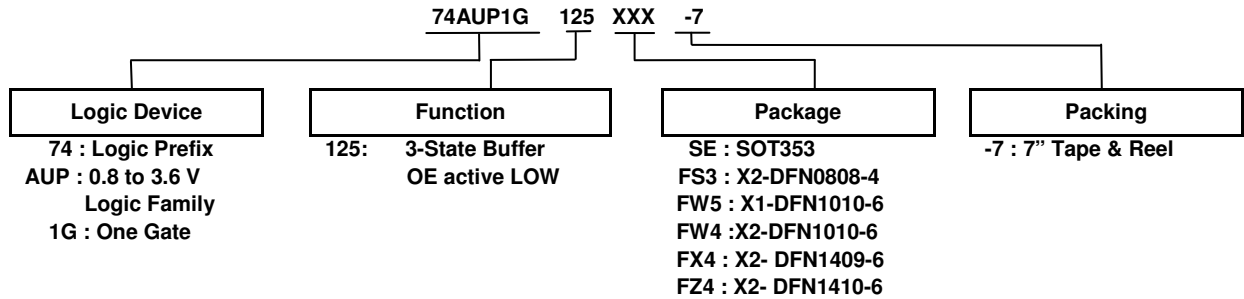 74AUP1G 125 XXX -7
Logic Device
74 : Logic Prefix
AUP : 0.8 to 3.6 V
Logic Family
1G : One Gate
Function
125: 3-State Buffer
OE active LOW
Package
SE : SOT353
FS3 : X2-DFN0808-4
FW5 : X1-DFN1010-6
FW4 :X2-DFN1010-6
FX4 : X2- DFN1409-6
FZ4 : X2- DFN1410-6
Packing
-7 : 7” Tape & Reel